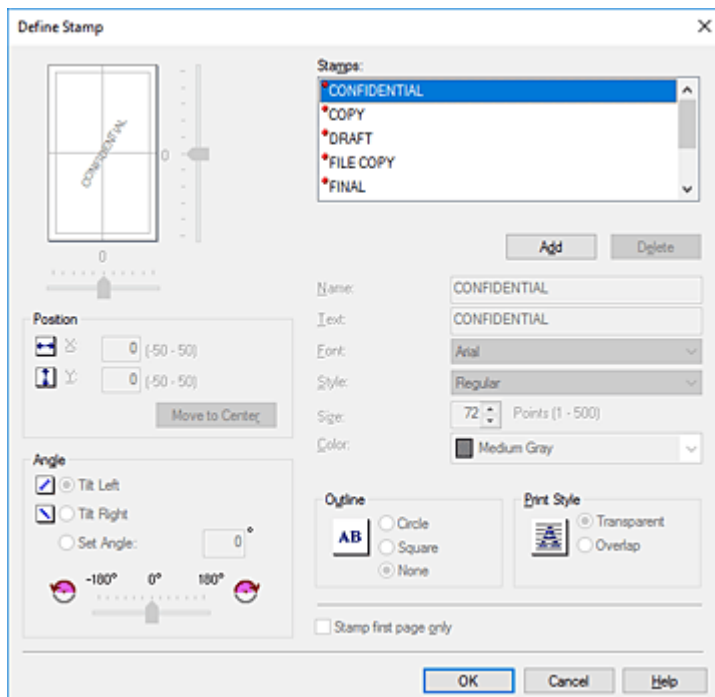 Define Stamp
CONFIDENTIAL
0
0
Position
X: 0 (-50 - 50)
Y: 0 (-50 - 50)
Move to Center
Angle
Tilt Left
Tilt Right
Set Angle: 0 °
-180° 0° 180°
Stamps:
CONFIDENTIAL
COPY
DRAFT
FILE COPY
FINAL
Add Delete
Name: CONFIDENTIAL
Text: CONFIDENTIAL
Font: Arial
Style: Regular
Size: 72 Points (1 - 500)
Color: Medium Gray
Outline
AB
Circle
Square
None
Print Style
Transparent
Overlap
Stamp first page only
OK Cancel Help